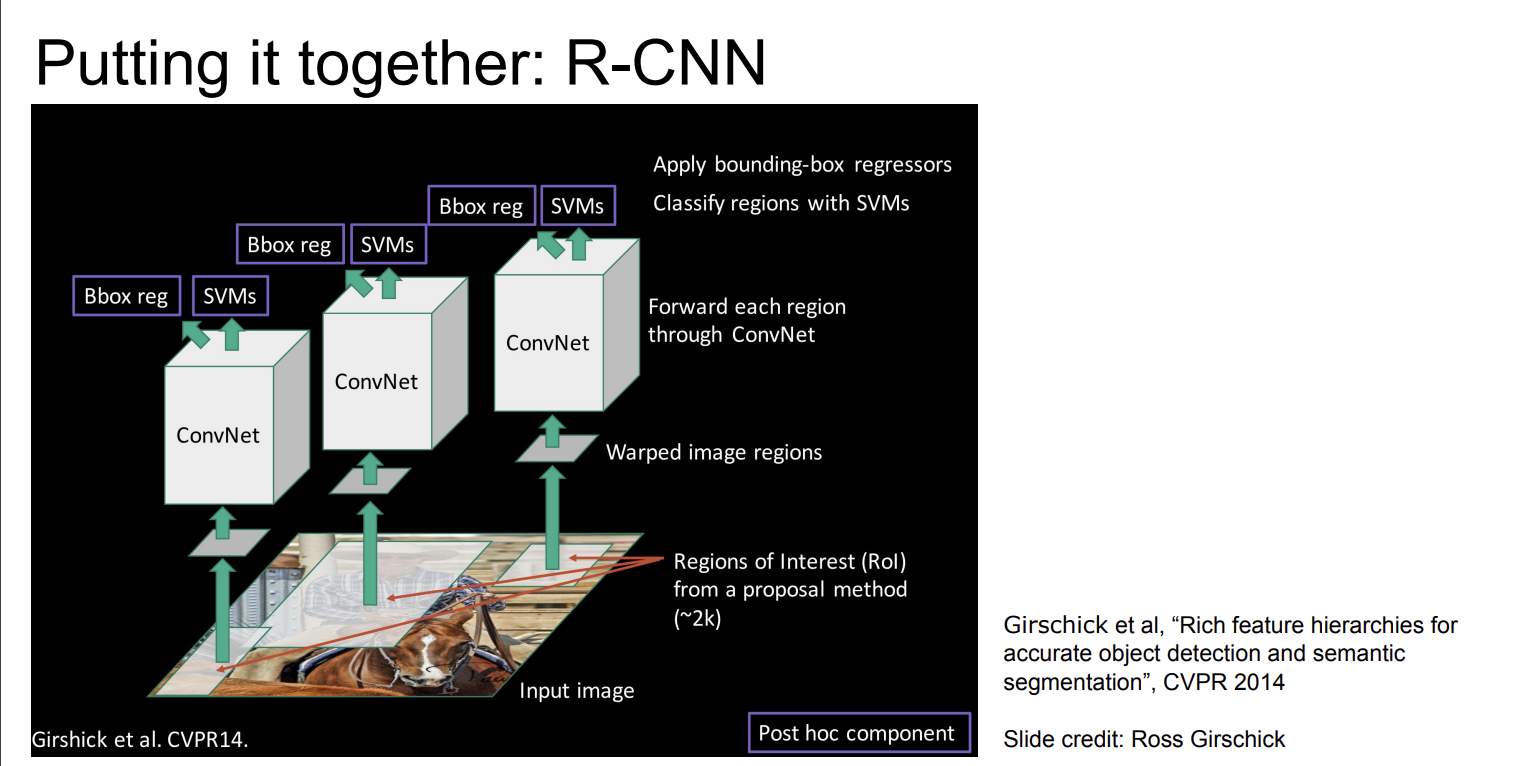 Putting it together: R-CNN
Apply bounding-box regressors
Bbox reg
SVMs
Classify regions with SVMs
Bbox reg
SVMs
Bbox reg
SVMs
Forward each region
through ConvNet
ConvNet
ConvNet
ConvNet
Warped image regions
Regions of Interest (RoI)
from a proposal method
(~2k)
Input image
Post hoc component
Girshick et al. CVPR14.
Girschick et al, “Rich feature hierarchies for
accurate object detection and semantic
segmentation”, CVPR 2014
Slide credit: Ross Girschick